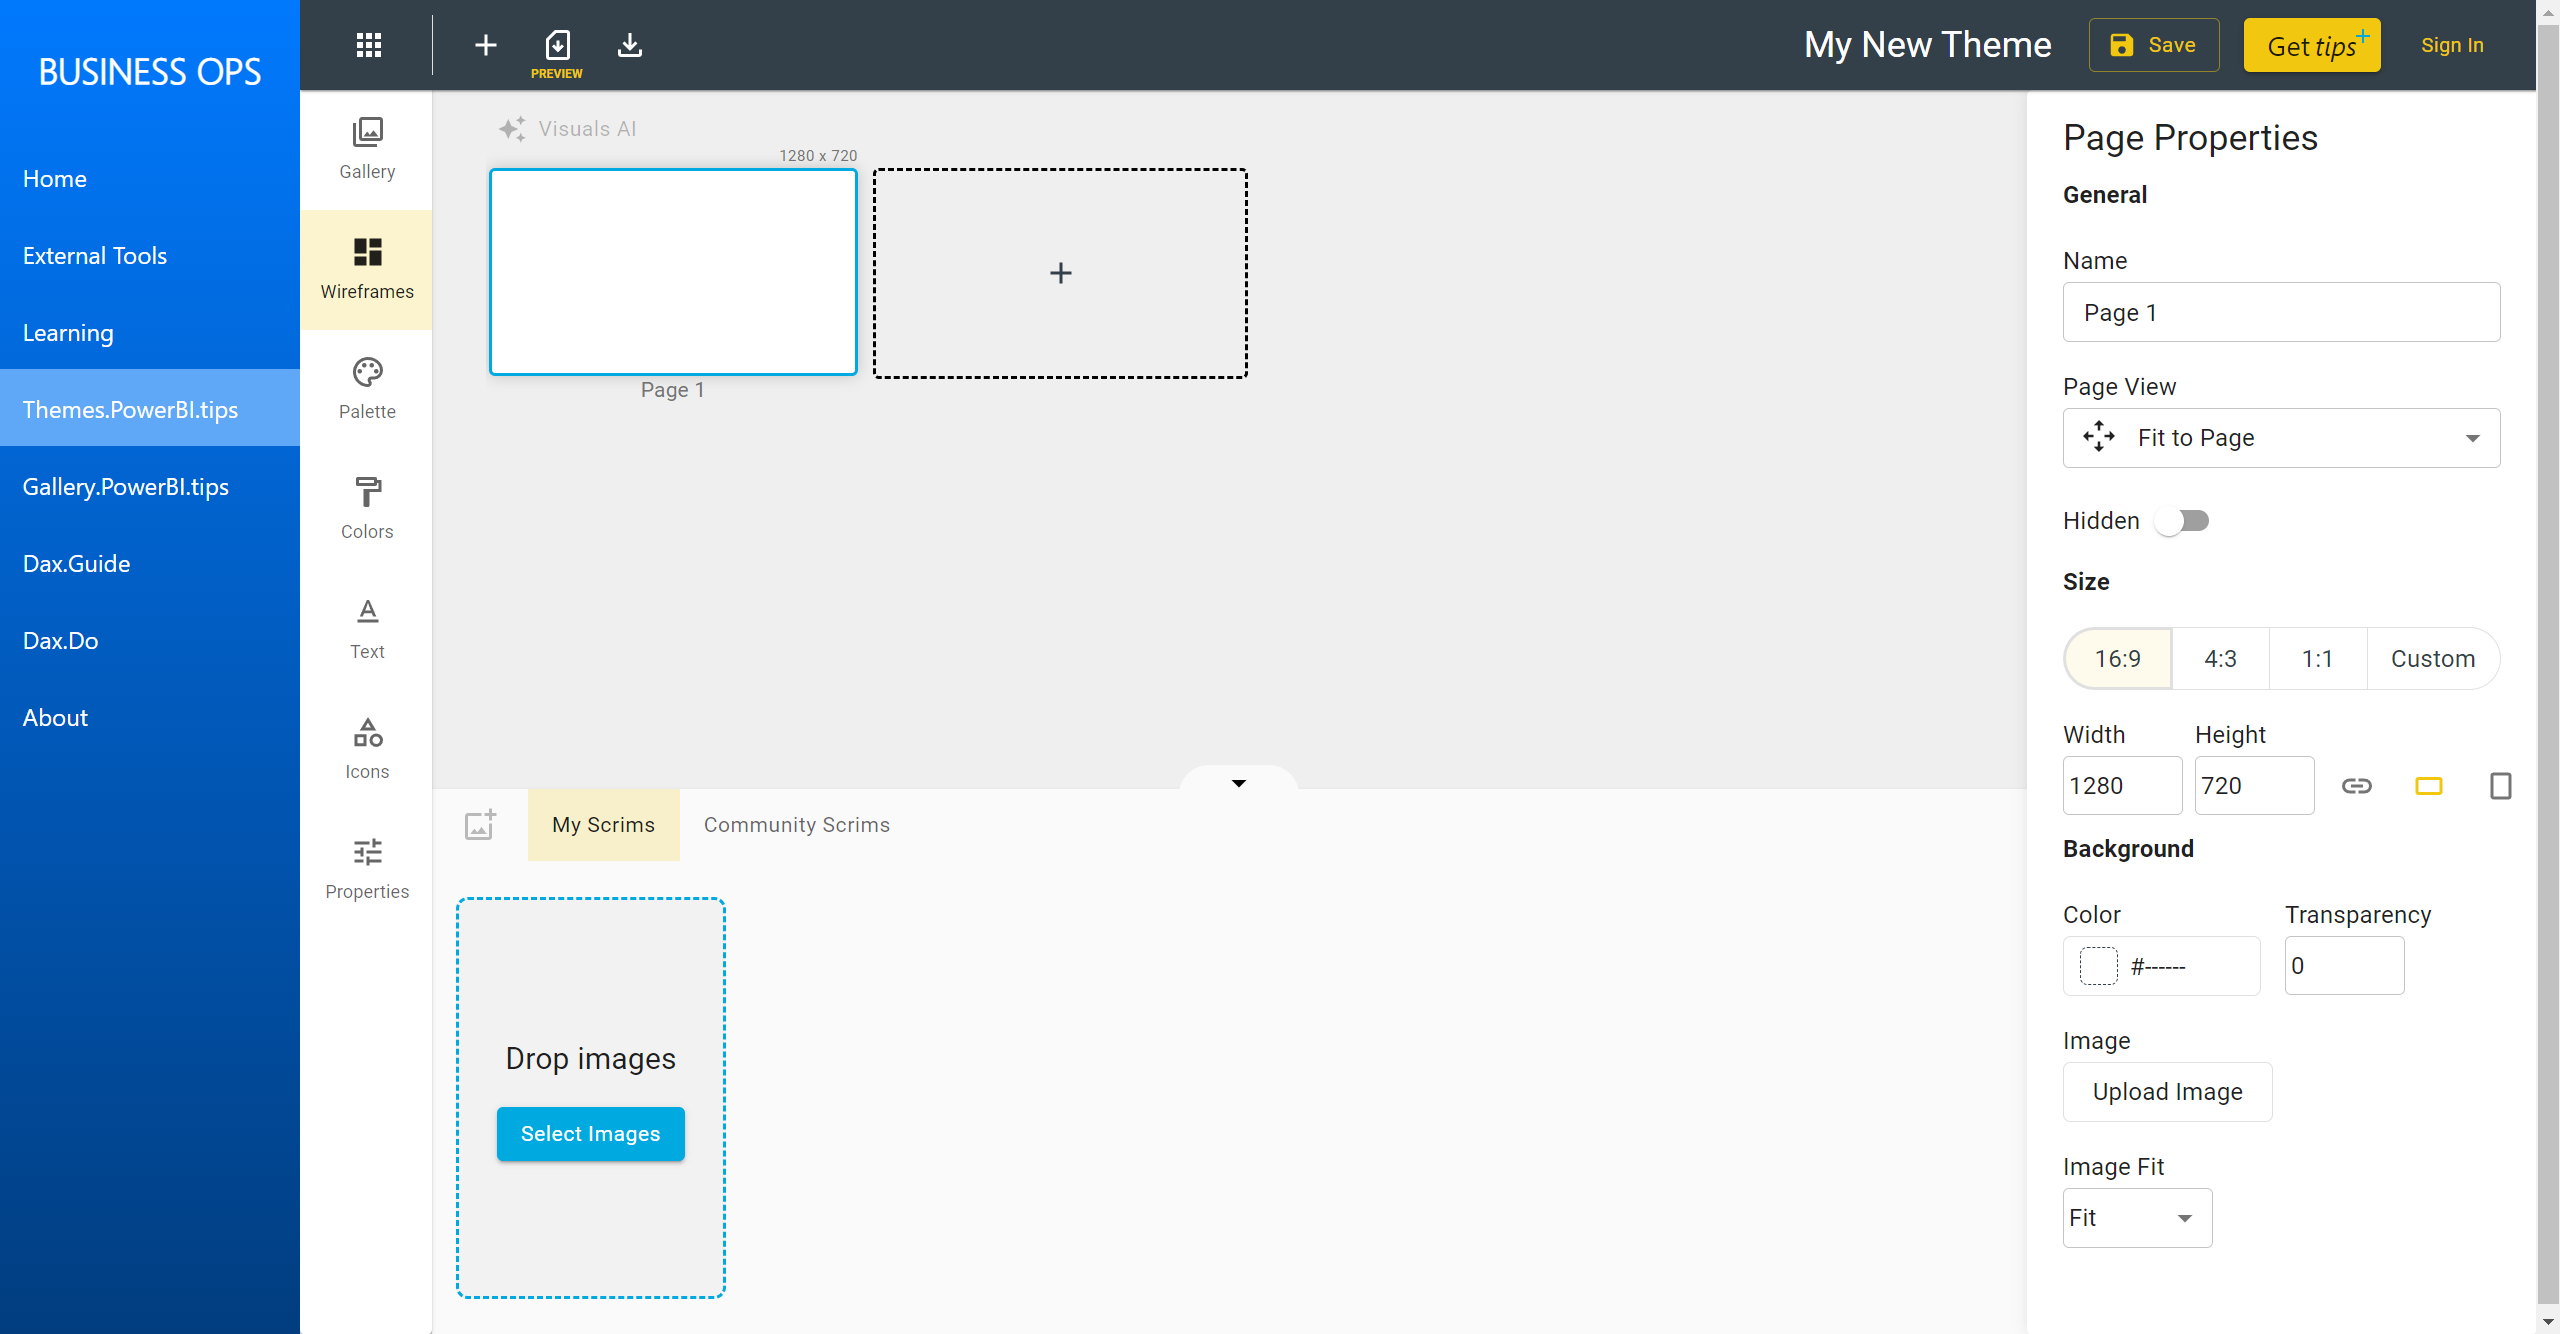 BUSINESS OPS
Home
External Tools
Learning
Themes.PowerBI.tips
Gallery.PowerBI.tips
Dax.Guide
Dax.Do
About
PREVIEW
My New Theme
Save
Get tips+
Sign In
Gallery
Wireframes
Palette
Colors
Text
Icons
Properties
Visuals AI
1280 x 720
Page 1
My Scrims
Community Scrims
Drop images
Select Images
Page Properties
General
Name
Page 1
Page View
Fit to Page
Hidden
Size
16:9 4:3 1:1 Custom
Width Height
1280 720
Background
Color Transparency
#------ 0
Image
Upload Image
Image Fit
Fit